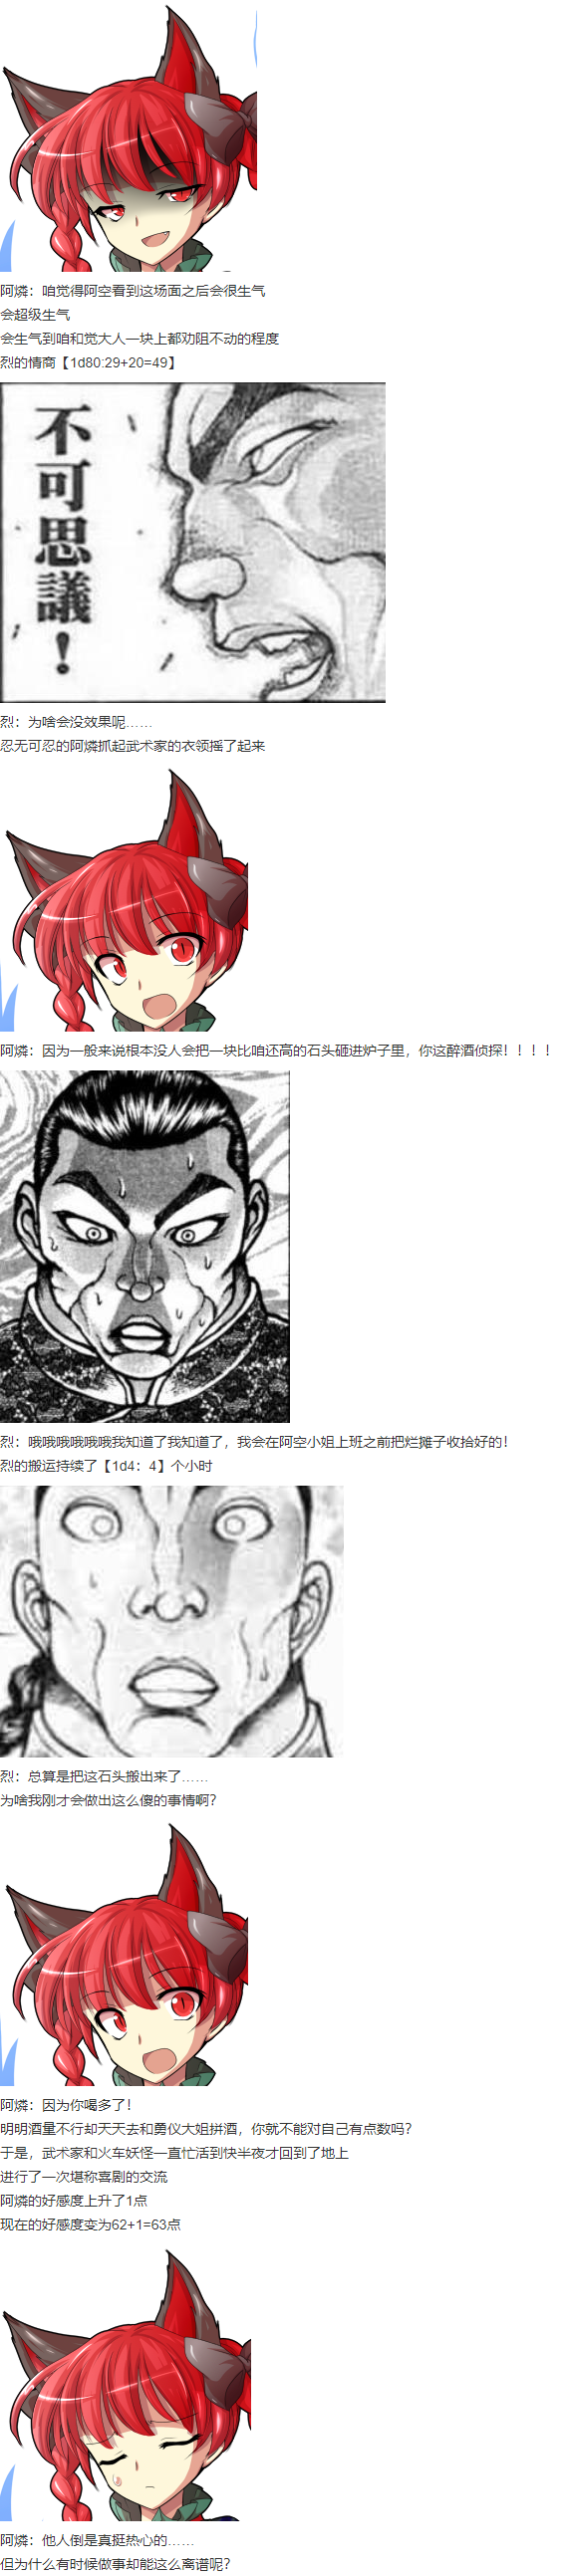 阿燐：咱觉得阿空看到这场面之后会很生气
会超级生气
会生气到咱和觉大人一块上都劝阻不动的程度
烈的情商【1d80:29+20=49】
不可思議！
烈：为啥会没效果呢……
忍无可忍的阿燐抓起武术家的衣领摇了起来
阿燐：因为一般来说根本没人会把一块比咱还高的石头砸进炉子里，你这醉酒侦探！！！！
烈：哦哦哦哦哦哦我知道了我知道了，我会在阿空小姐上班之前把烂摊子收拾好的！
烈的搬运持续了【1d4：4】个小时
烈：总算是把这石头搬出来了……
为啥我刚才会做出这么傻的事情啊？
阿燐：因为你喝多了！
明明酒量不行却天天去和勇仪大姐拼酒，你就不能对自己有点数吗？
于是，武术家和火车妖怪一直忙活到快半夜才回到了地上
进行了一次堪称喜剧的交流
阿燐的好感度上升了1点
现在的好感度变为62+1=63点
阿燐：他人倒是真挺热心的……
但为什么有时候做事却能这么离谱呢？